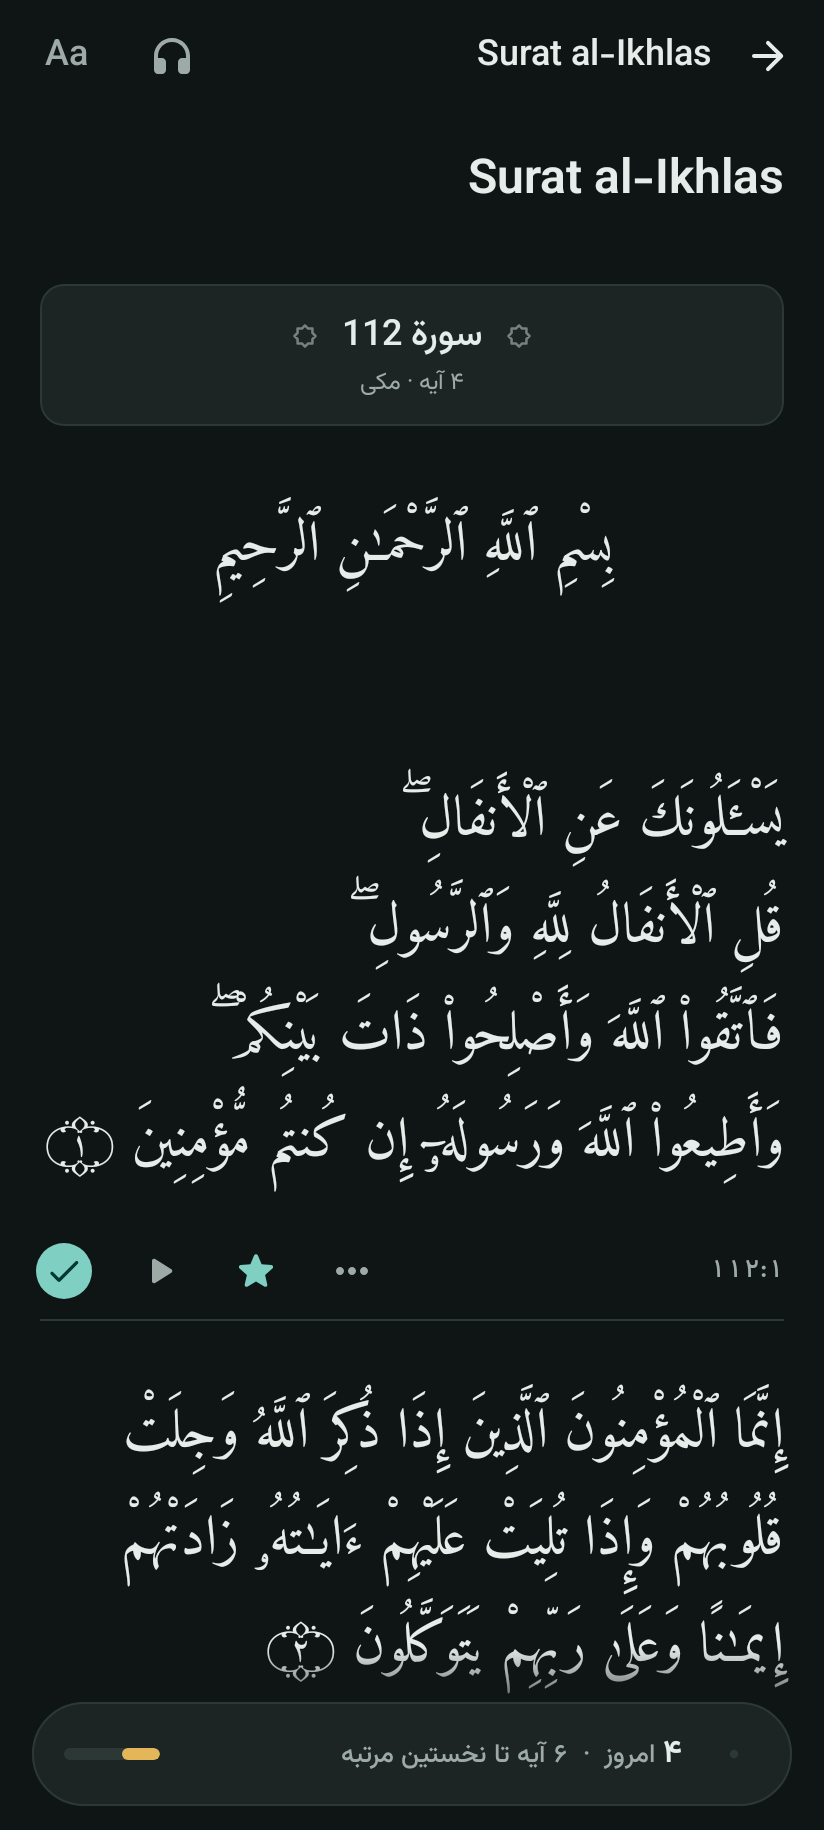 Aa Surat al-Ikhlas
Surat al-Ikhlas
سورة 112
۴ آیه · مکی
بِسْمِ ٱللَّهِ ٱلرَّحْمَـٰنِ ٱلرَّحِيمِ
يَسْـَٔلُونَكَ عَنِ ٱلْأَنفَالِ ۖ
قُلِ ٱلْأَنفَالُ لِلَّهِ وَٱلرَّسُولِ ۖ
فَٱتَّقُوا۟ ٱللَّهَ وَأَصْلِحُوا۟ ذَاتَ بَيْنِكُمْ ۖ
وَأَطِيعُوا۟ ٱللَّهَ وَرَسُولَهُۥٓ إِن كُنتُم مُّؤْمِنِينَ ١
١١٢:١
إِنَّمَا ٱلْمُؤْمِنُونَ ٱلَّذِينَ إِذَا ذُكِرَ ٱللَّهُ وَجِلَتْ
قُلُوبُهُمْ وَإِذَا تُلِيَتْ عَلَيْهِمْ ءَايَـٰتُهُۥ زَادَتْهُمْ
إِيمَـٰنًا وَعَلَىٰ رَبِّهِمْ يَتَوَكَّلُونَ ٢
۴ امروز · ۶ آیه تا نخستین مرتبه